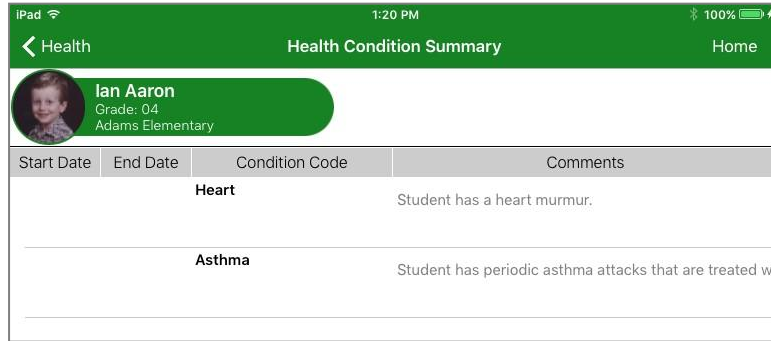 iPad 1:20 PM 100%
Health Health Condition Summary Home
Ian Aaron
Grade: 04
Adams Elementary
Start Date End Date Condition Code Comments
Heart Student has a heart murmur.
Asthma Student has periodic asthma attacks that are treated w